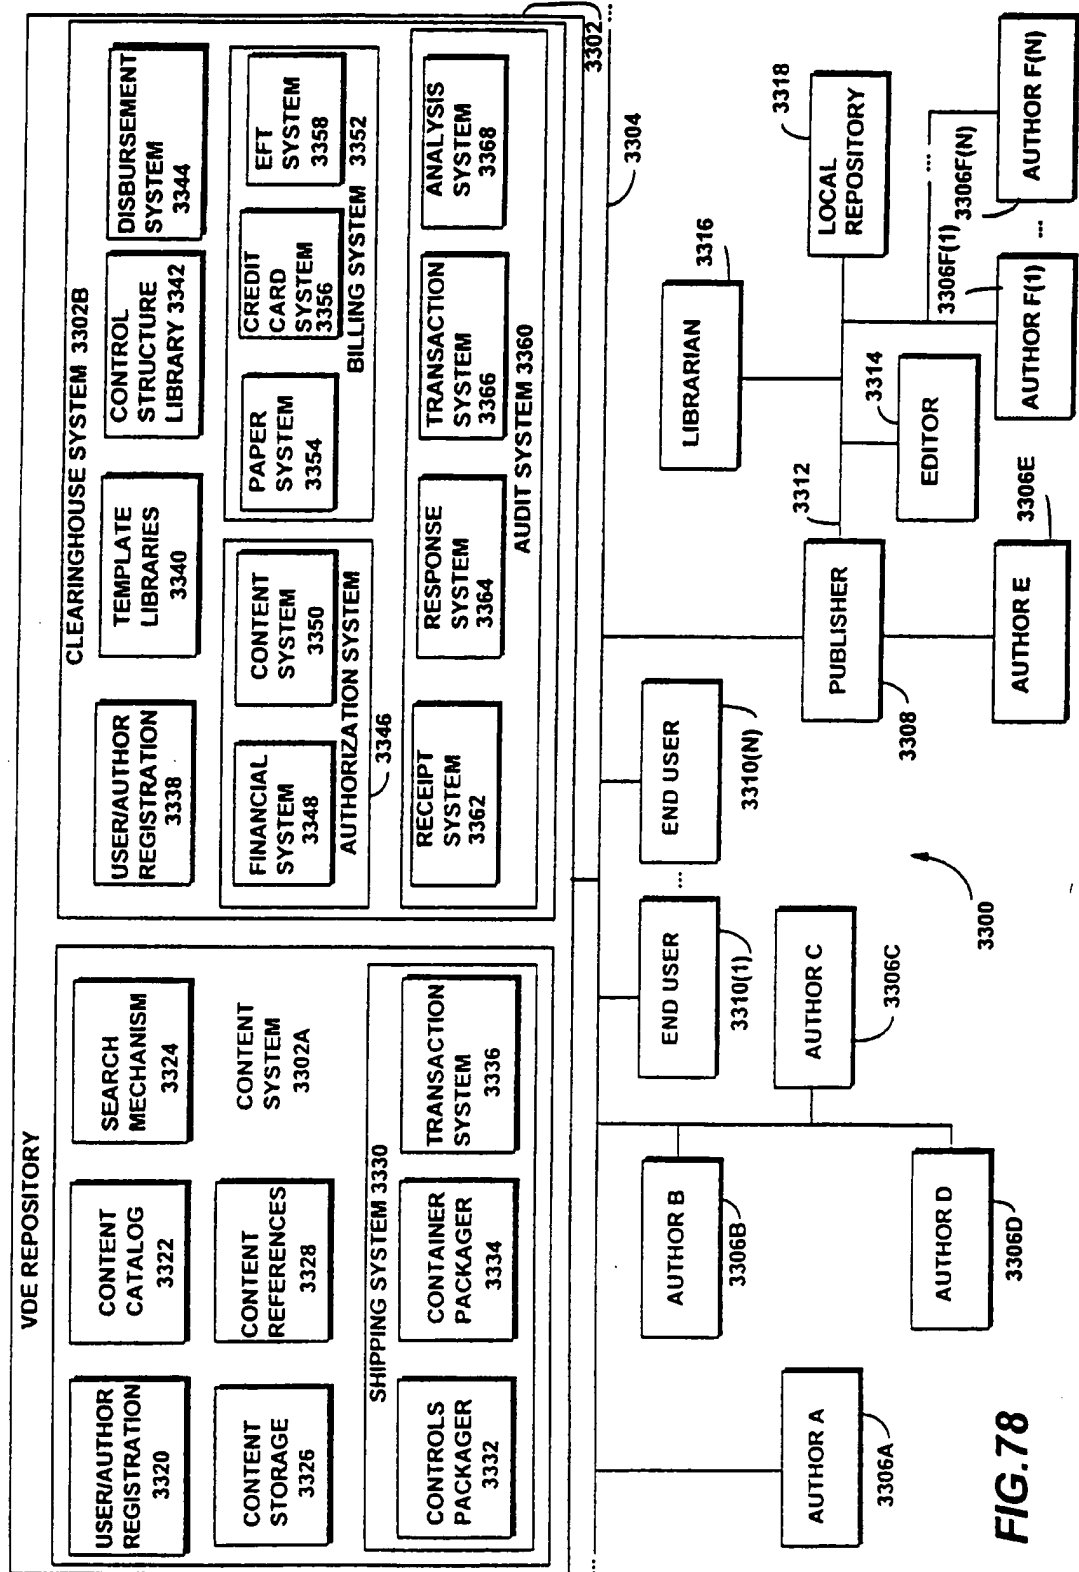 VDE REPOSITORY
3302
USER/AUTHOR
REGISTRATION
3320
CONTENT
CATALOG
3322
SEARCH
MECHANISM
3324
CONTENT
STORAGE
3326
CONTENT
REFERENCES
3328
CONTENT
SYSTEM
3302A
SHIPPING SYSTEM 3330
CONTROLS
PACKAGER
3332
CONTAINER
PACKAGER
3334
TRANSACTION
SYSTEM
3336
CLEARINGHOUSE SYSTEM 3302B
USER/AUTHOR
REGISTRATION
3338
TEMPLATE
LIBRARIES
3340
CONTROL
STRUCTURE
LIBRARY 3342
DISBURSEMENT
SYSTEM
3344
FINANCIAL
SYSTEM
3348
CONTENT
SYSTEM
3350
AUTHORIZATION SYSTEM
3346
PAPER
SYSTEM
3354
CREDIT
CARD
SYSTEM
3356
EFT
SYSTEM
3358
BILLING SYSTEM 3352
RECEIPT
SYSTEM
3362
RESPONSE
SYSTEM
3364
TRANSACTION
SYSTEM
3366
ANALYSIS
SYSTEM
3368
AUDIT SYSTEM 3360
...
...
3304
AUTHOR A
3306A
AUTHOR B
3306B
AUTHOR C
3306C
AUTHOR D
3306D
END USER
3310(1)
...
END USER
3310(N)
PUBLISHER
3308
3312
AUTHOR E
3306E
LIBRARIAN
3316
EDITOR
3314
LOCAL
REPOSITORY
3318
...
AUTHOR F(1)
3306F(1)
...
AUTHOR F(N)
3306F(N)
3300
FIG.78